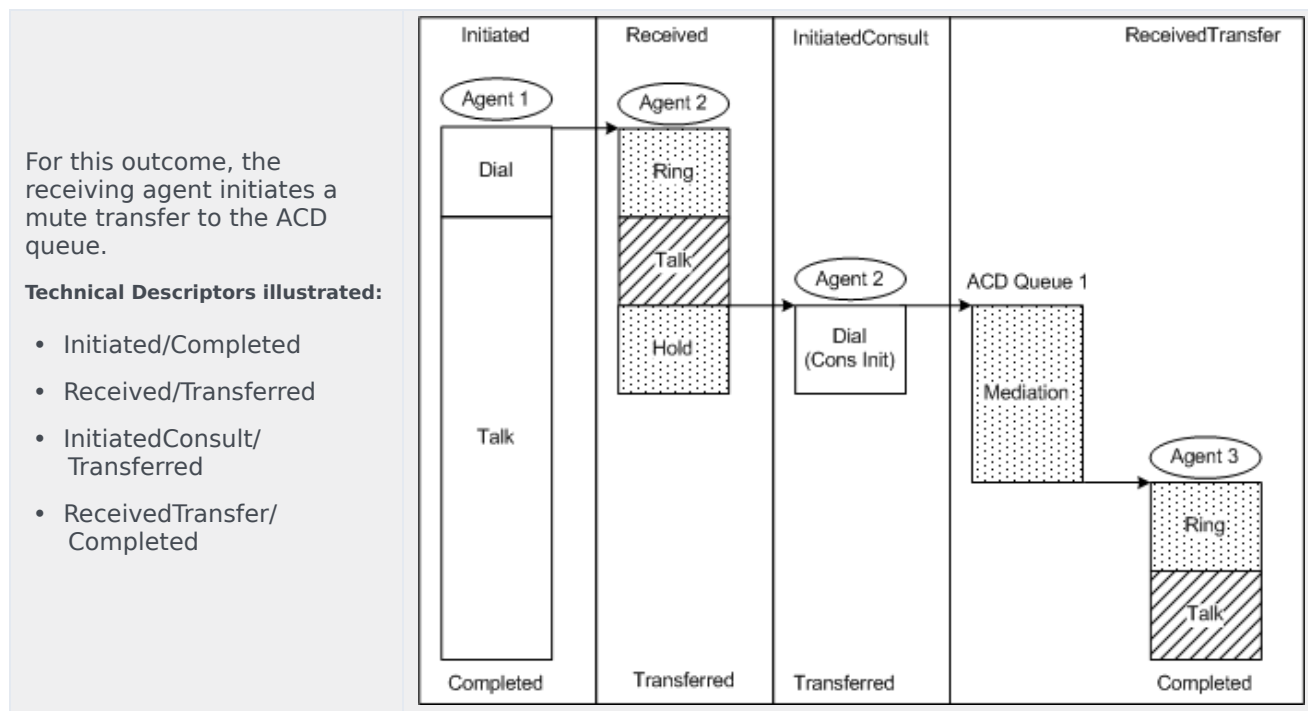 For this outcome, the
receiving agent initiates a
mute transfer to the ACD
queue.
Technical Descriptors illustrated:
• Initiated/Completed
• Received/Transferred
• InitiatedConsult/
Transferred
• ReceivedTransfer/
Completed
Initiated
Received
InitiatedConsult
ReceivedTransfer
Agent 1
Agent 2
Dial
Ring
Talk
Agent 2
ACD Queue 1
Hold
Dial
(Cons Init)
Mediation
Talk
Agent 3
Ring
Talk
Completed
Transferred
Transferred
Completed